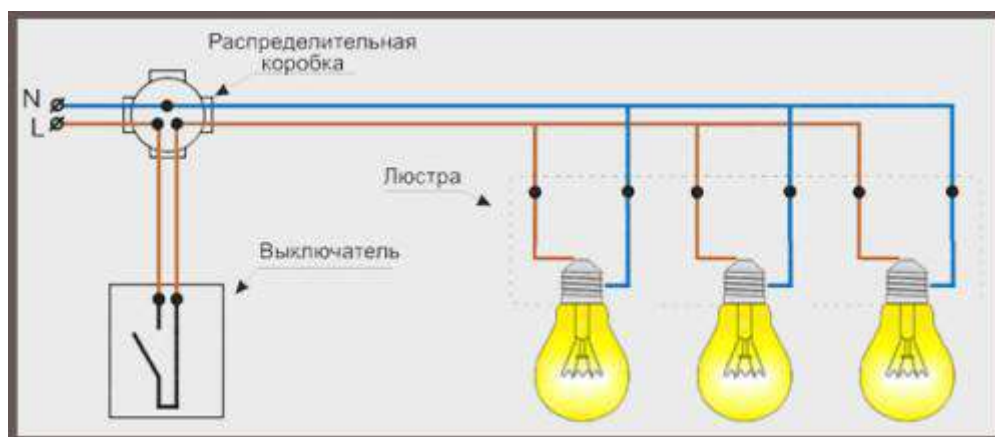 Распределительная
коробка
N
L
Люстра
Выключатель